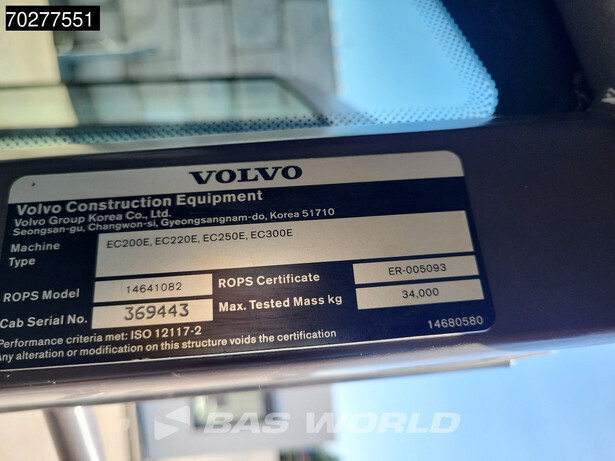 70277551
VOLVO
Volvo Construction Equipment
Volvo Group Korea Co., Ltd.
Seongsan-gu, Changwon-si, Gyeongsangnam-do, Korea 51710
Machine Type
EC200E, EC220E, EC250E, EC300E
ROPS Model 14641082 ROPS Certificate ER-005093
Cab Serial No. 369443 Max. Tested Mass kg 34,000
Performance criteria met: ISO 12117-2 14680580
Any alteration or modification on this structure voids the certification
BAS WORLD